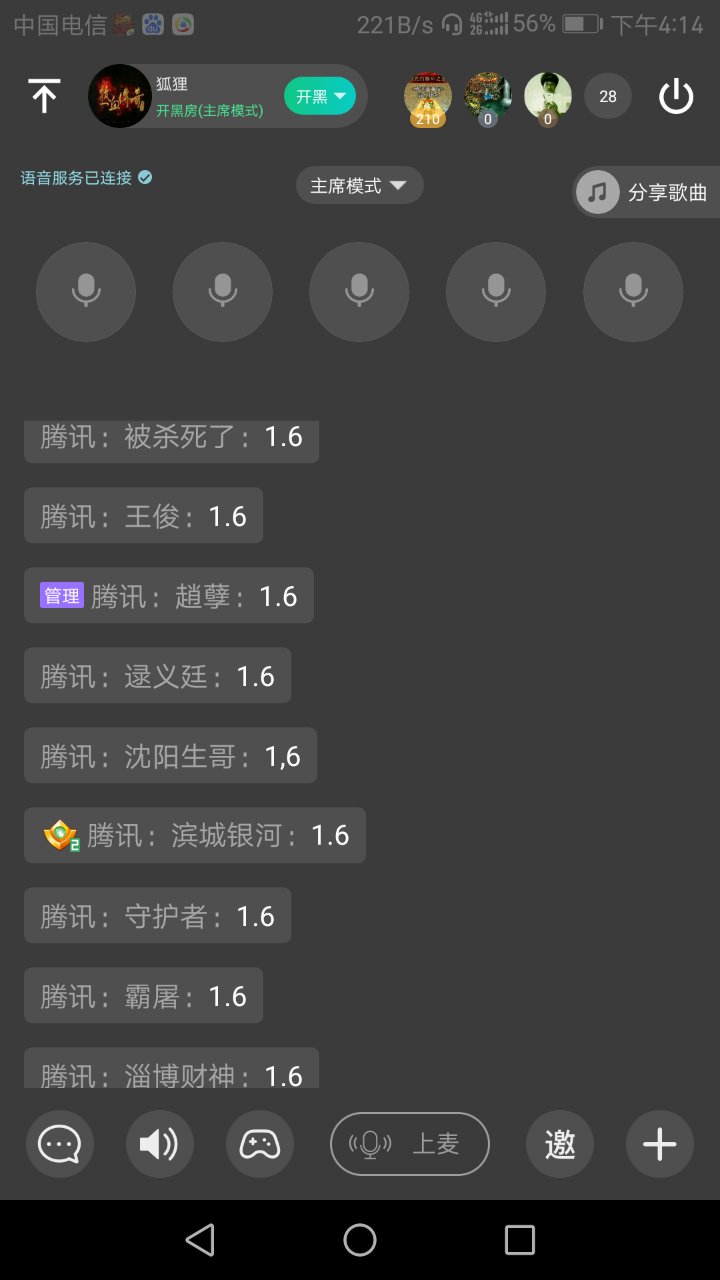 中国电信 221B/s 4G 2G 56% 下午4:14
狐狸
开黑房(主席模式)
开黑
210
0
0
28
语音服务已连接
主席模式
分享歌曲
腾讯：被杀死了：1.6
腾讯：王俊：1.6
管理 腾讯：趙孽：1.6
腾讯：逯义廷：1.6
腾讯：沈阳生哥：1,6
2 腾讯：滨城银河：1.6
腾讯：守护者：1.6
腾讯：霸屠：1.6
腾讯：淄博财神：1.6
上麦
邀